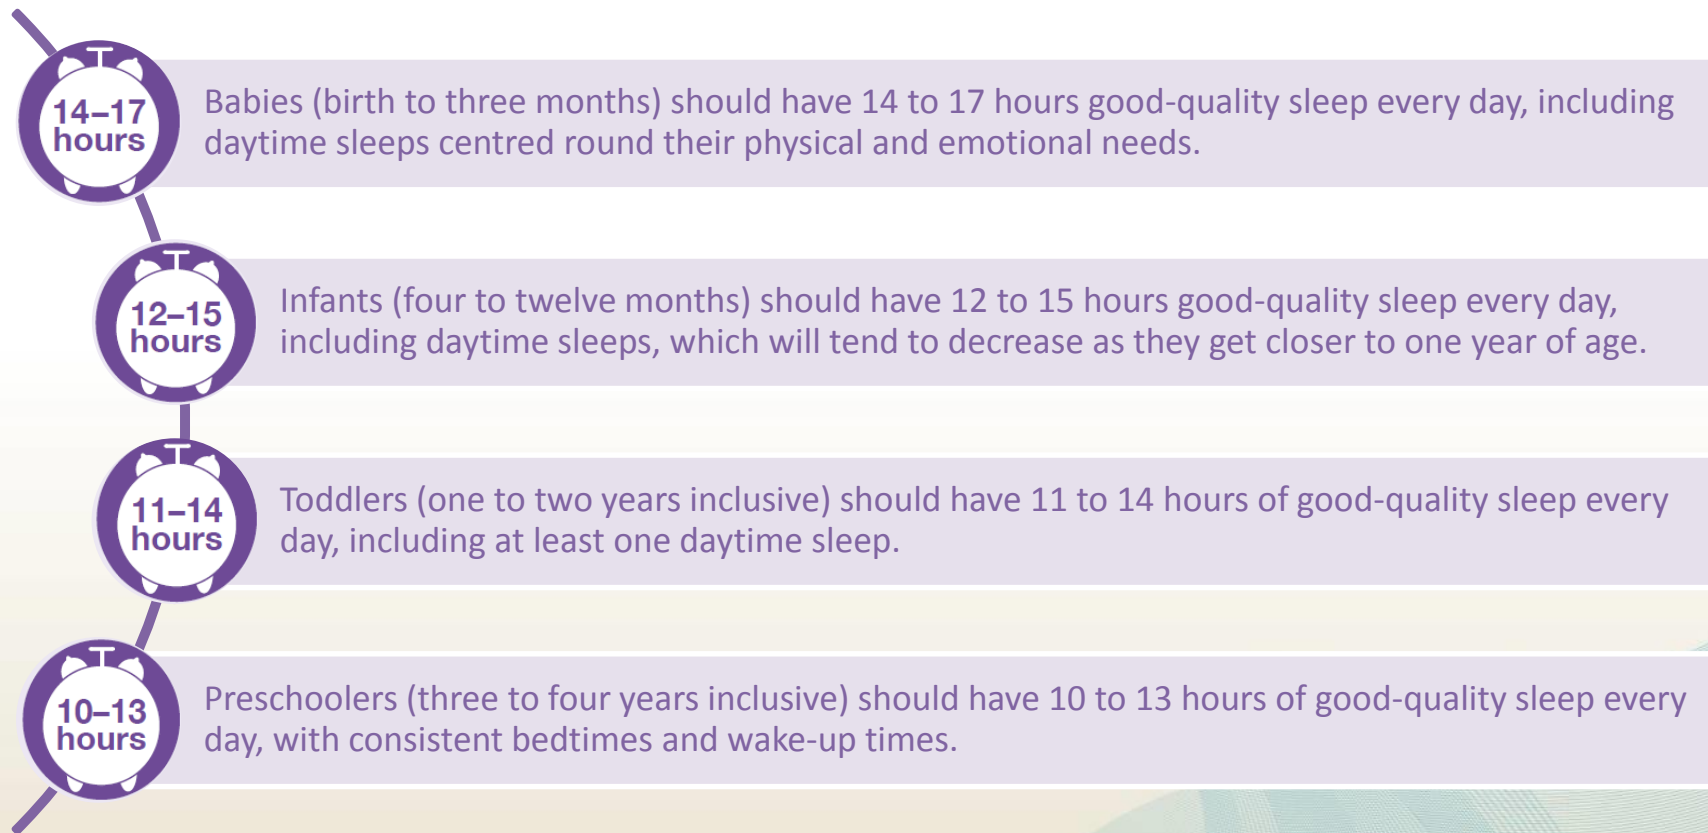 14–17
hours
Babies (birth to three months) should have 14 to 17 hours good-quality sleep every day, including
daytime sleeps centred round their physical and emotional needs.
12–15
hours
Infants (four to twelve months) should have 12 to 15 hours good-quality sleep every day,
including daytime sleeps, which will tend to decrease as they get closer to one year of age.
11–14
hours
Toddlers (one to two years inclusive) should have 11 to 14 hours of good-quality sleep every
day, including at least one daytime sleep.
10–13
hours
Preschoolers (three to four years inclusive) should have 10 to 13 hours of good-quality sleep every
day, with consistent bedtimes and wake-up times.